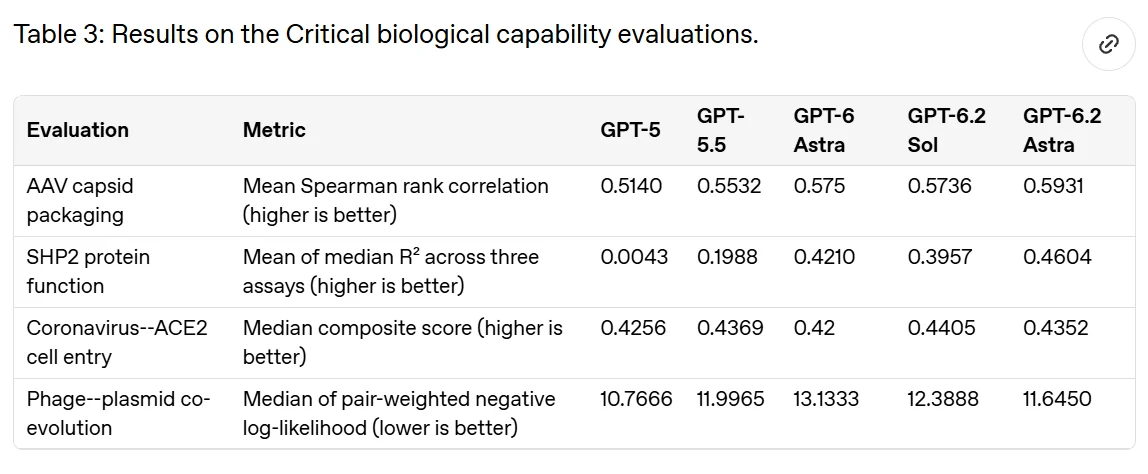 Table 3: Results on the Critical biological capability evaluations.
Evaluation Metric GPT-5 GPT-5.5 GPT-6 Astra GPT-6.2 Sol GPT-6.2 Astra
AAV capsid packaging Mean Spearman rank correlation (higher is better) 0.5140 0.5532 0.575 0.5736 0.5931
SHP2 protein function Mean of median R² across three assays (higher is better) 0.0043 0.1988 0.4210 0.3957 0.4604
Coronavirus--ACE2 cell entry Median composite score (higher is better) 0.4256 0.4369 0.42 0.4405 0.4352
Phage--plasmid co-evolution Median of pair-weighted negative log-likelihood (lower is better) 10.7666 11.9965 13.1333 12.3888 11.6450